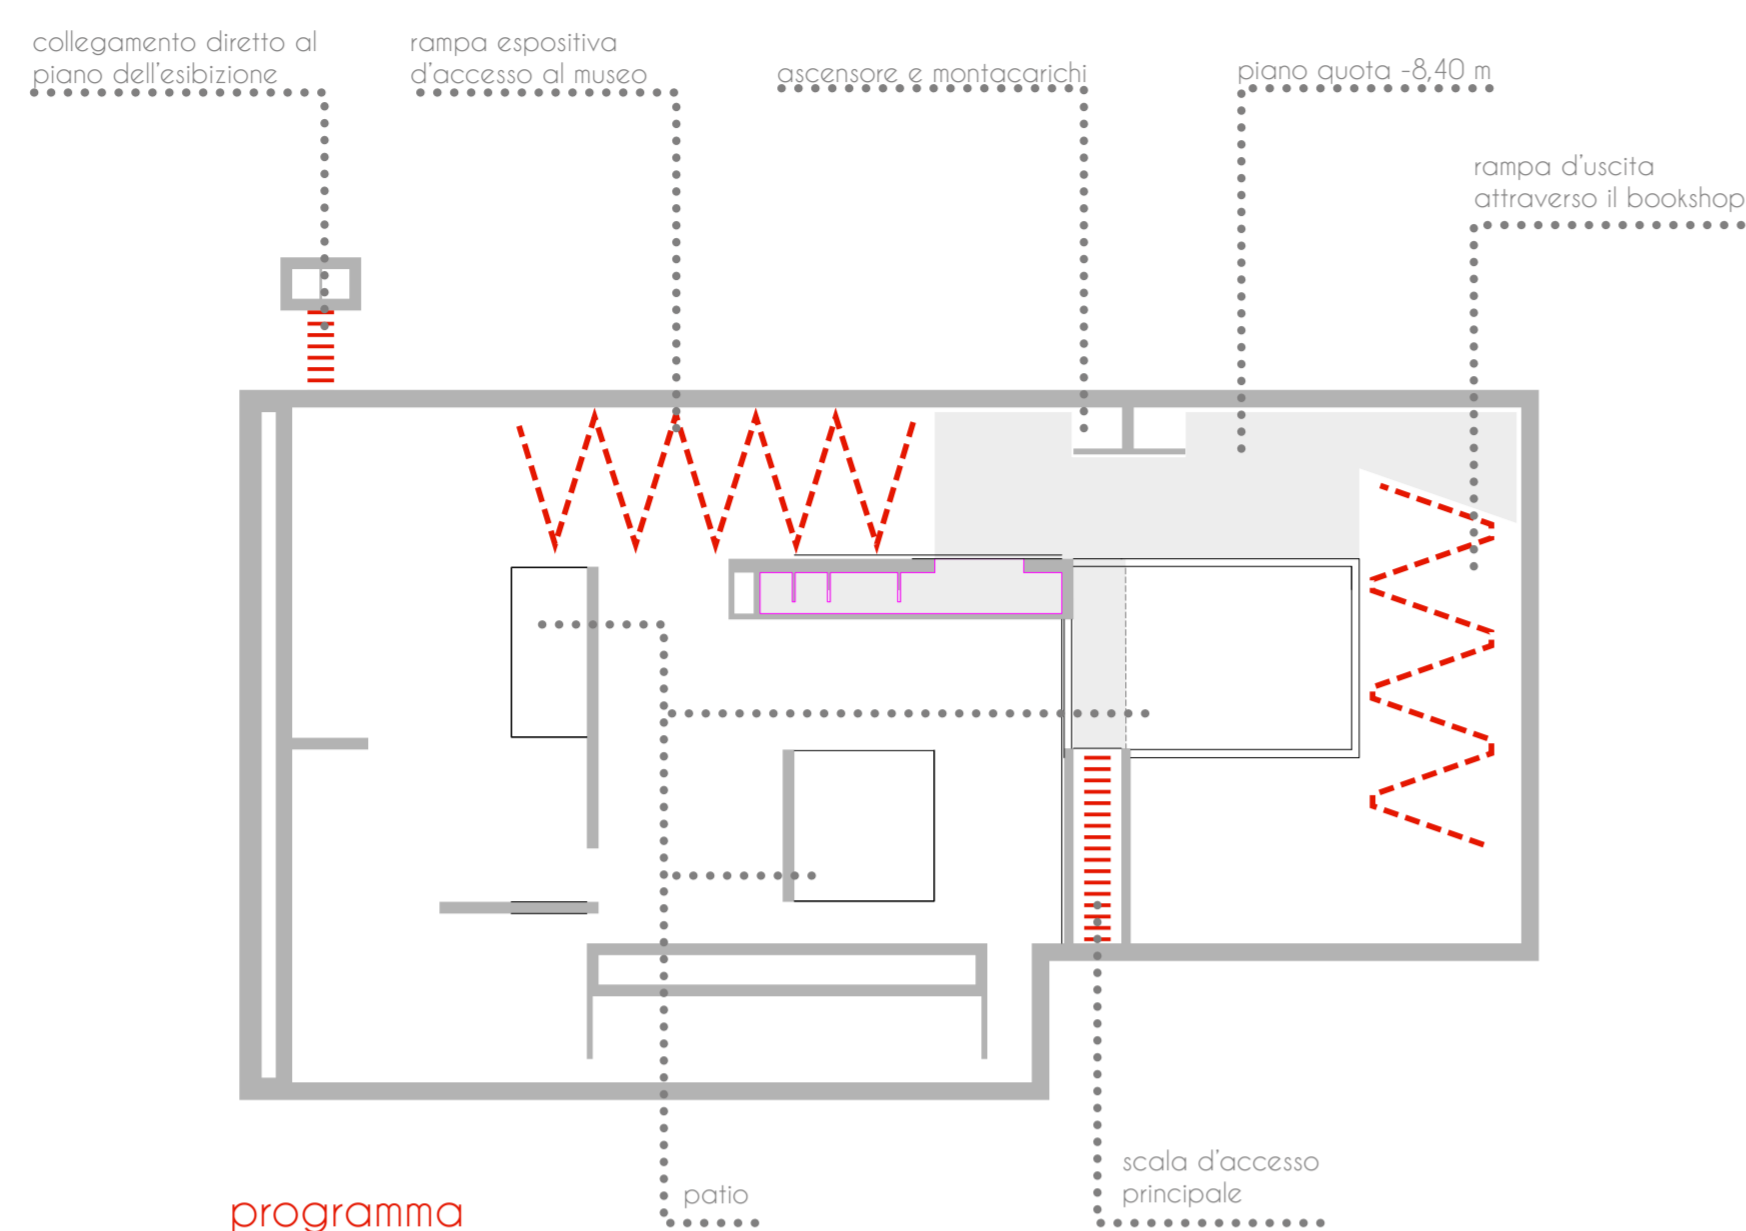 collegamento diretto al
piano dell'esibizione
rampa espositiva
d'accesso al museo
ascensore e montacarichi
piano quota -8,40 m
rampa d'uscita
attraverso il bookshop
scala d'accesso
principale
patio
programma